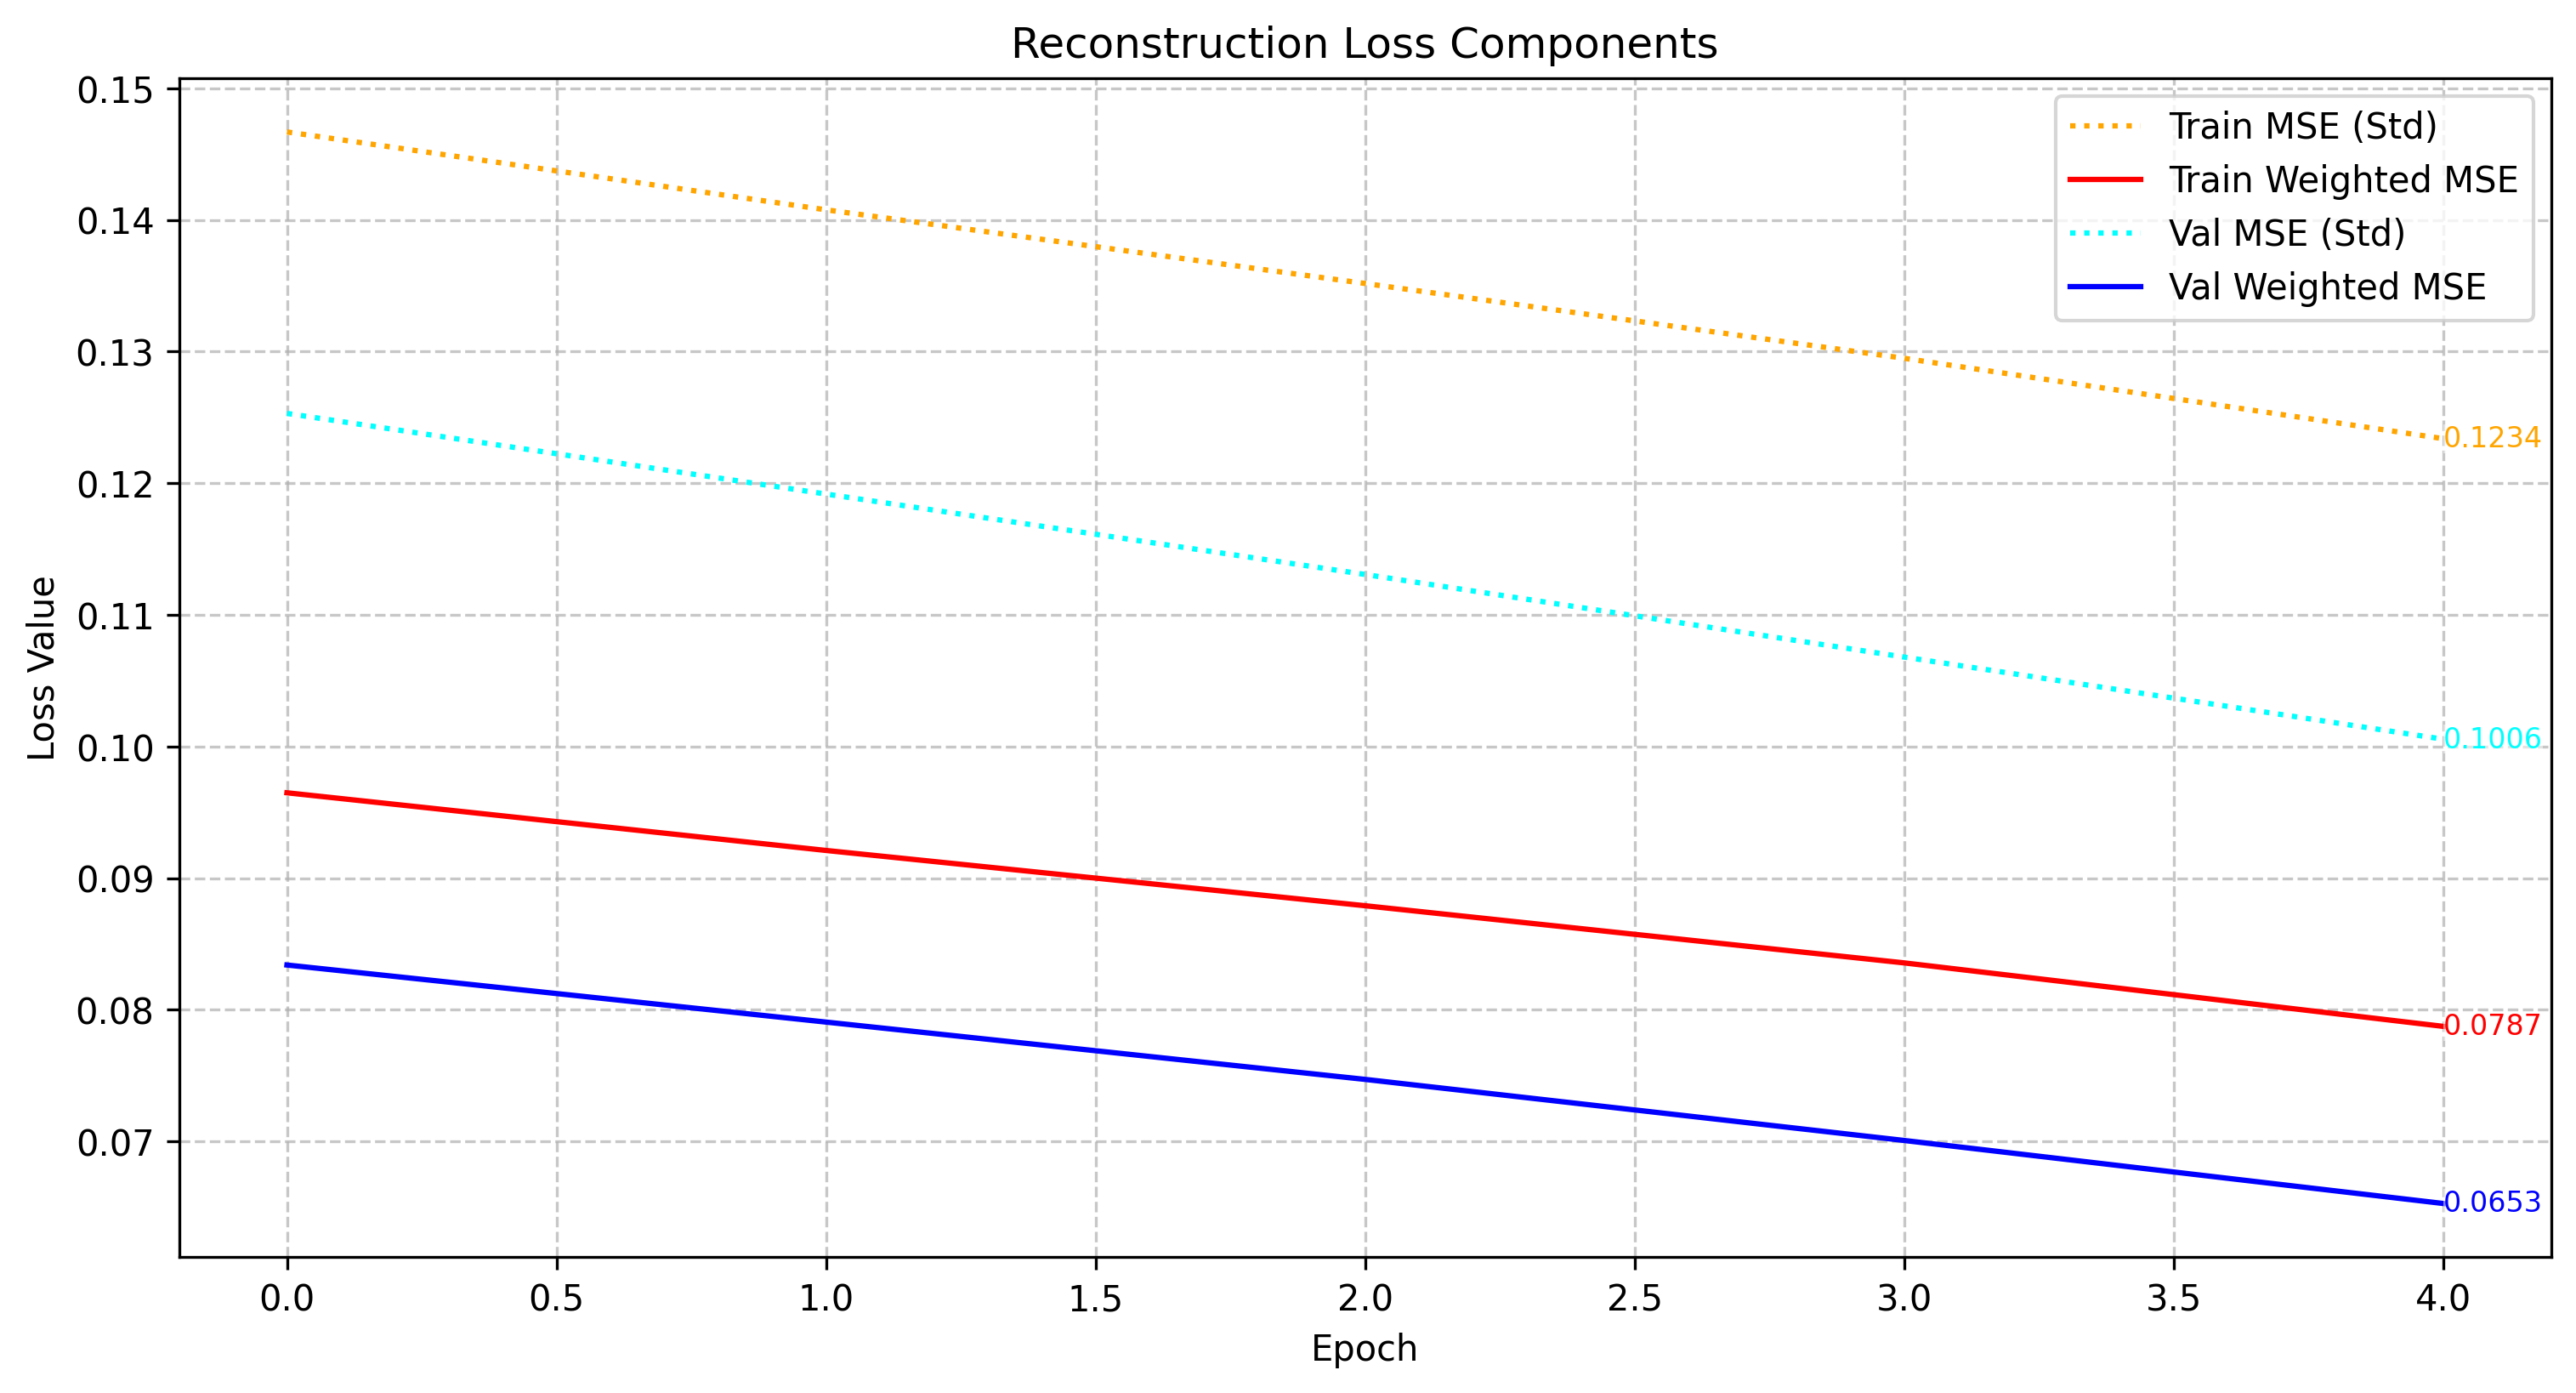 Reconstruction Loss Components
0.15
0.14
0.13
0.12
0.11
0.10
0.09
0.08
0.07
Loss Value
Train MSE (Std)
Train Weighted MSE
Val MSE (Std)
Val Weighted MSE
0.1234
0.1006
0.0787
0.0653
0.0 0.5 1.0 1.5 2.0 2.5 3.0 3.5 4.0
Epoch